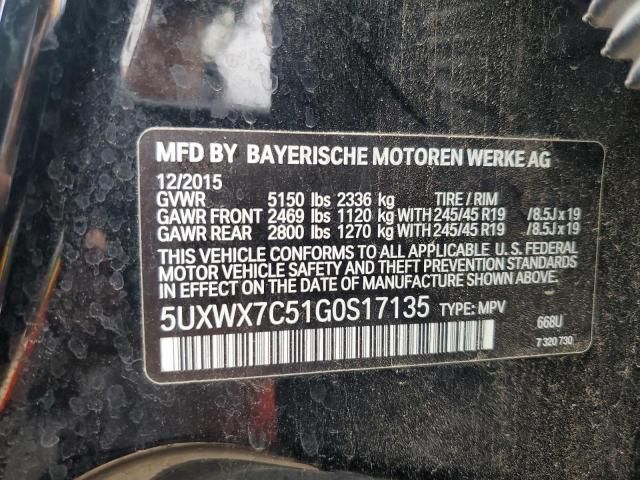 MFD BY BAYERISCHE MOTOREN WERKE AG
12/2015
GVWR 5150 lbs 2336 kg TIRE / RIM
GAWR FRONT 2469 lbs 1120 kg WITH 245/45 R19 /8.5J x 19
GAWR REAR 2800 lbs 1270 kg WITH 245/45 R19 /8.5J x 19
THIS VEHICLE CONFORMS TO ALL APPLICABLE U. S. FEDERAL
MOTOR VEHICLE SAFETY AND THEFT PREVENTION STANDARDS
IN EFFECT ON THE DATE OF MANUFACTURE SHOWN ABOVE.
5UXWX7C51G0S17135 TYPE: MPV
668U
7 320 730